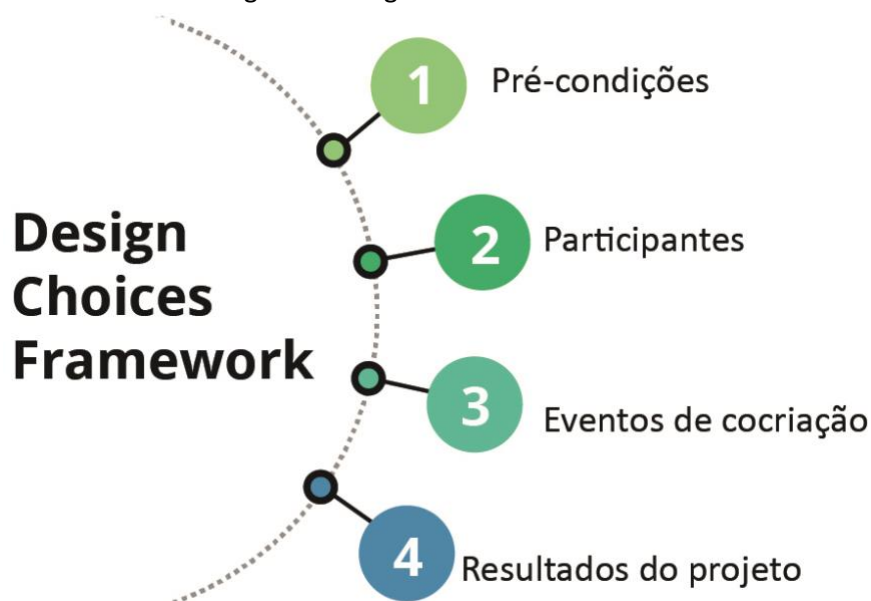 1
Pré-condições
Design
Choices
Framework
2
Participantes
3
Eventos de cocriação
4
Resultados do projeto